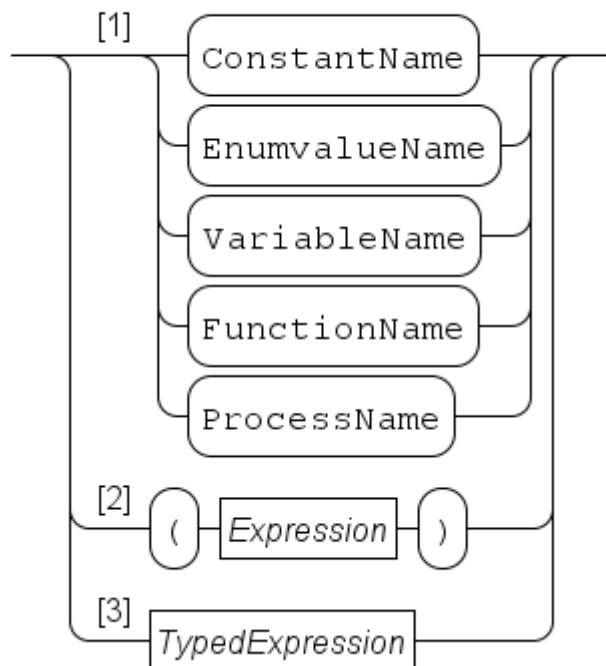 [1] ConstantName
EnumvalueName
VariableName
FunctionName
ProcessName
[2] ( Expression )
[3] TypedExpression